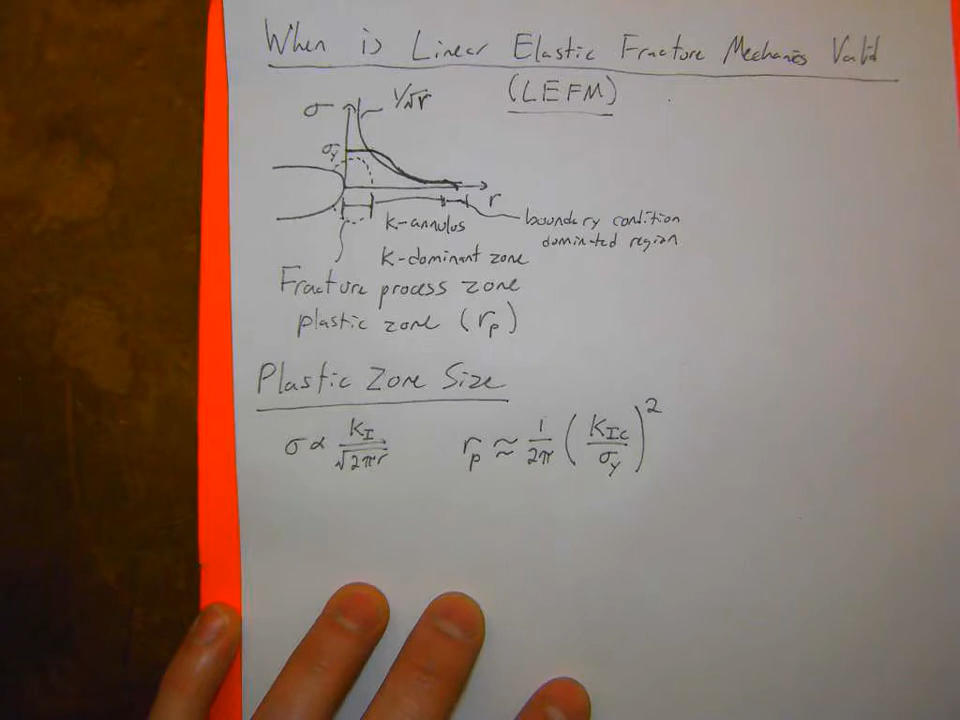 When is Linear Elastic Fracture Mechanics Valid
(LEFM)
σ
1/√r
σy
r
K-annulus
boundary condition
dominated region
K-dominant zone
Fracture process zone
plastic zone (rp)
Plastic Zone Size
σ ∝ KI/√2πr    rp ≈ 1/2π (KIc/σy)²